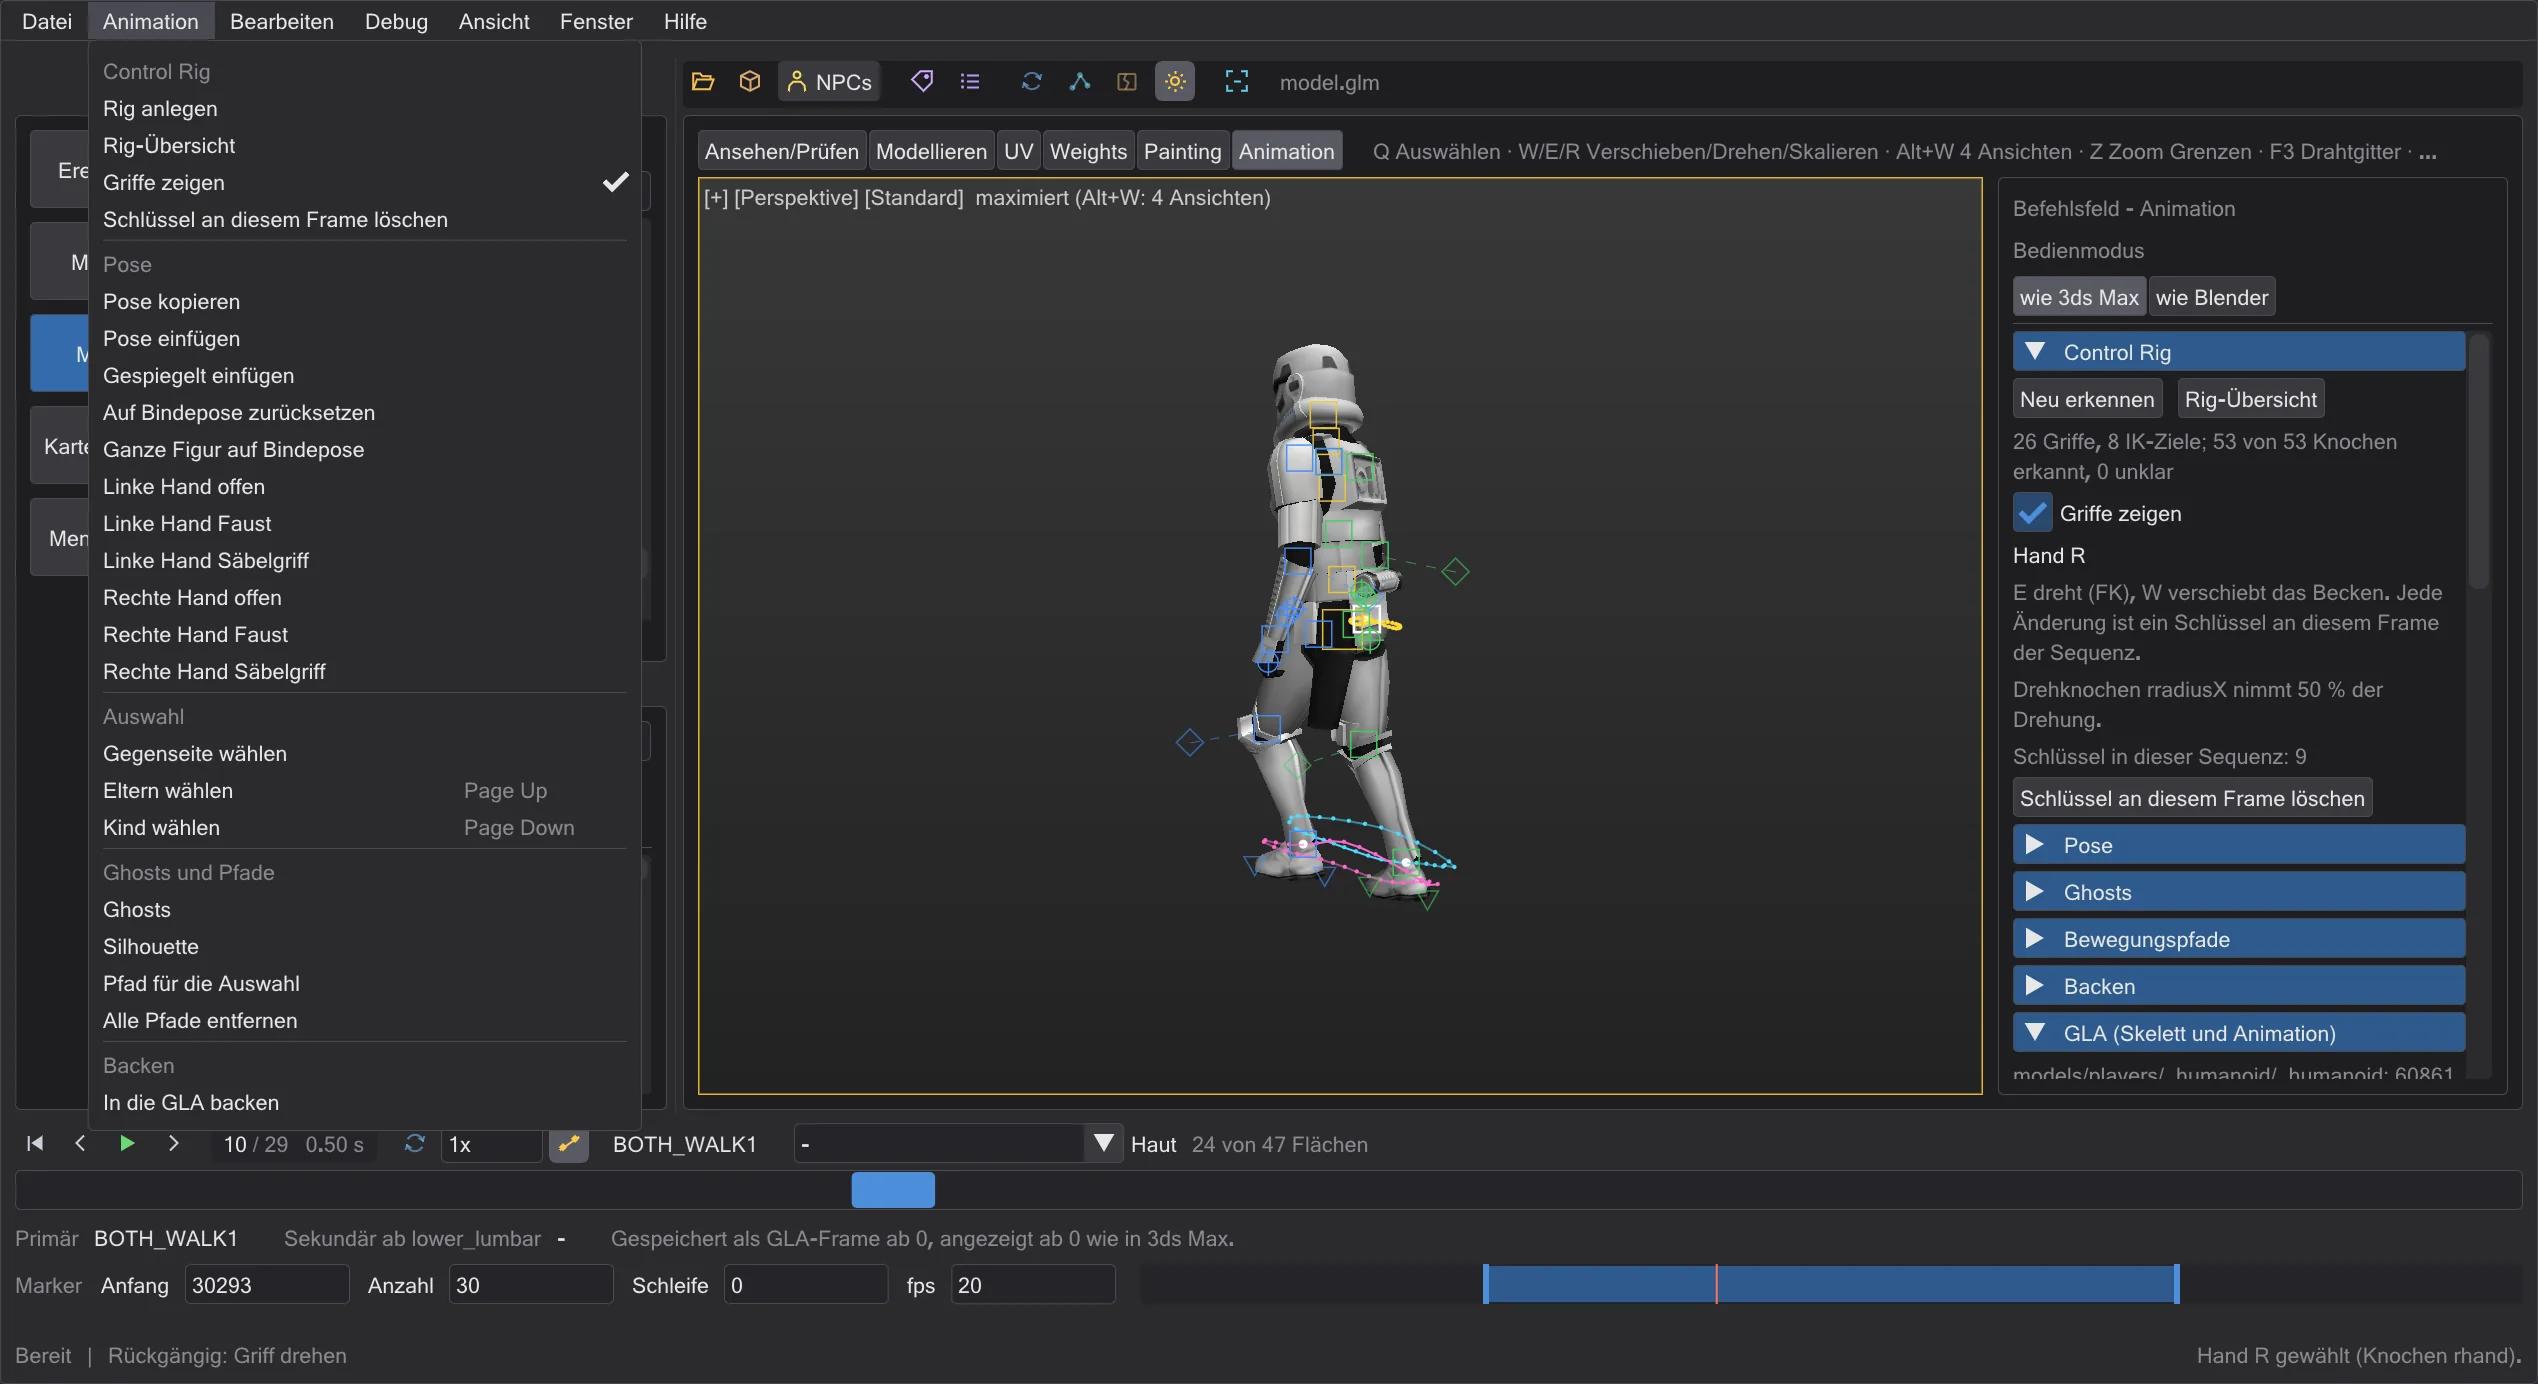 Datei Animation Bearbeiten Debug Ansicht Fenster Hilfe
Control Rig
Rig anlegen
Rig-Übersicht
Griffe zeigen
Schlüssel an diesem Frame löschen
Pose
Pose kopieren
Pose einfügen
Gespiegelt einfügen
Auf Bindepose zurücksetzen
Ganze Figur auf Bindepose
Linke Hand offen
Linke Hand Faust
Linke Hand Säbelgriff
Rechte Hand offen
Rechte Hand Faust
Rechte Hand Säbelgriff
Auswahl
Gegenseite wählen
Eltern wählen Page Up
Kind wählen Page Down
Ghosts und Pfade
Ghosts
Silhouette
Pfad für die Auswahl
Alle Pfade entfernen
Backen
In die GLA backen
Ere
M
M
Karte
Men
NPCs model.glm
Ansehen/Prüfen Modellieren UV Weights Painting Animation Q Auswählen · W/E/R Verschieben/Drehen/Skalieren · Alt+W 4 Ansichten · Z Zoom Grenzen · F3 Drahtgitter · ...
[+] [Perspektive] [Standard] maximiert (Alt+W: 4 Ansichten)
Befehlsfeld - Animation
Bedienmodus
wie 3ds Max wie Blender
Control Rig
Neu erkennen Rig-Übersicht
26 Griffe, 8 IK-Ziele; 53 von 53 Knochen
erkannt, 0 unklar
Griffe zeigen
Hand R
E dreht (FK), W verschiebt das Becken. Jede
Änderung ist ein Schlüssel an diesem Frame
der Sequenz.
Drehknochen rradiusX nimmt 50 % der
Drehung.
Schlüssel in dieser Sequenz: 9
Schlüssel an diesem Frame löschen
Pose
Ghosts
Bewegungspfade
Backen
GLA (Skelett und Animation)
models/players/_humanoid/_humanoid: 60861
10 / 29 0.50 s 1x BOTH_WALK1 - Haut 24 von 47 Flächen
Primär BOTH_WALK1 Sekundär ab lower_lumbar - Gespeichert als GLA-Frame ab 0, angezeigt ab 0 wie in 3ds Max.
Marker Anfang 30293 Anzahl 30 Schleife 0 fps 20
Bereit | Rückgängig: Griff drehen Hand R gewählt (Knochen rhand).